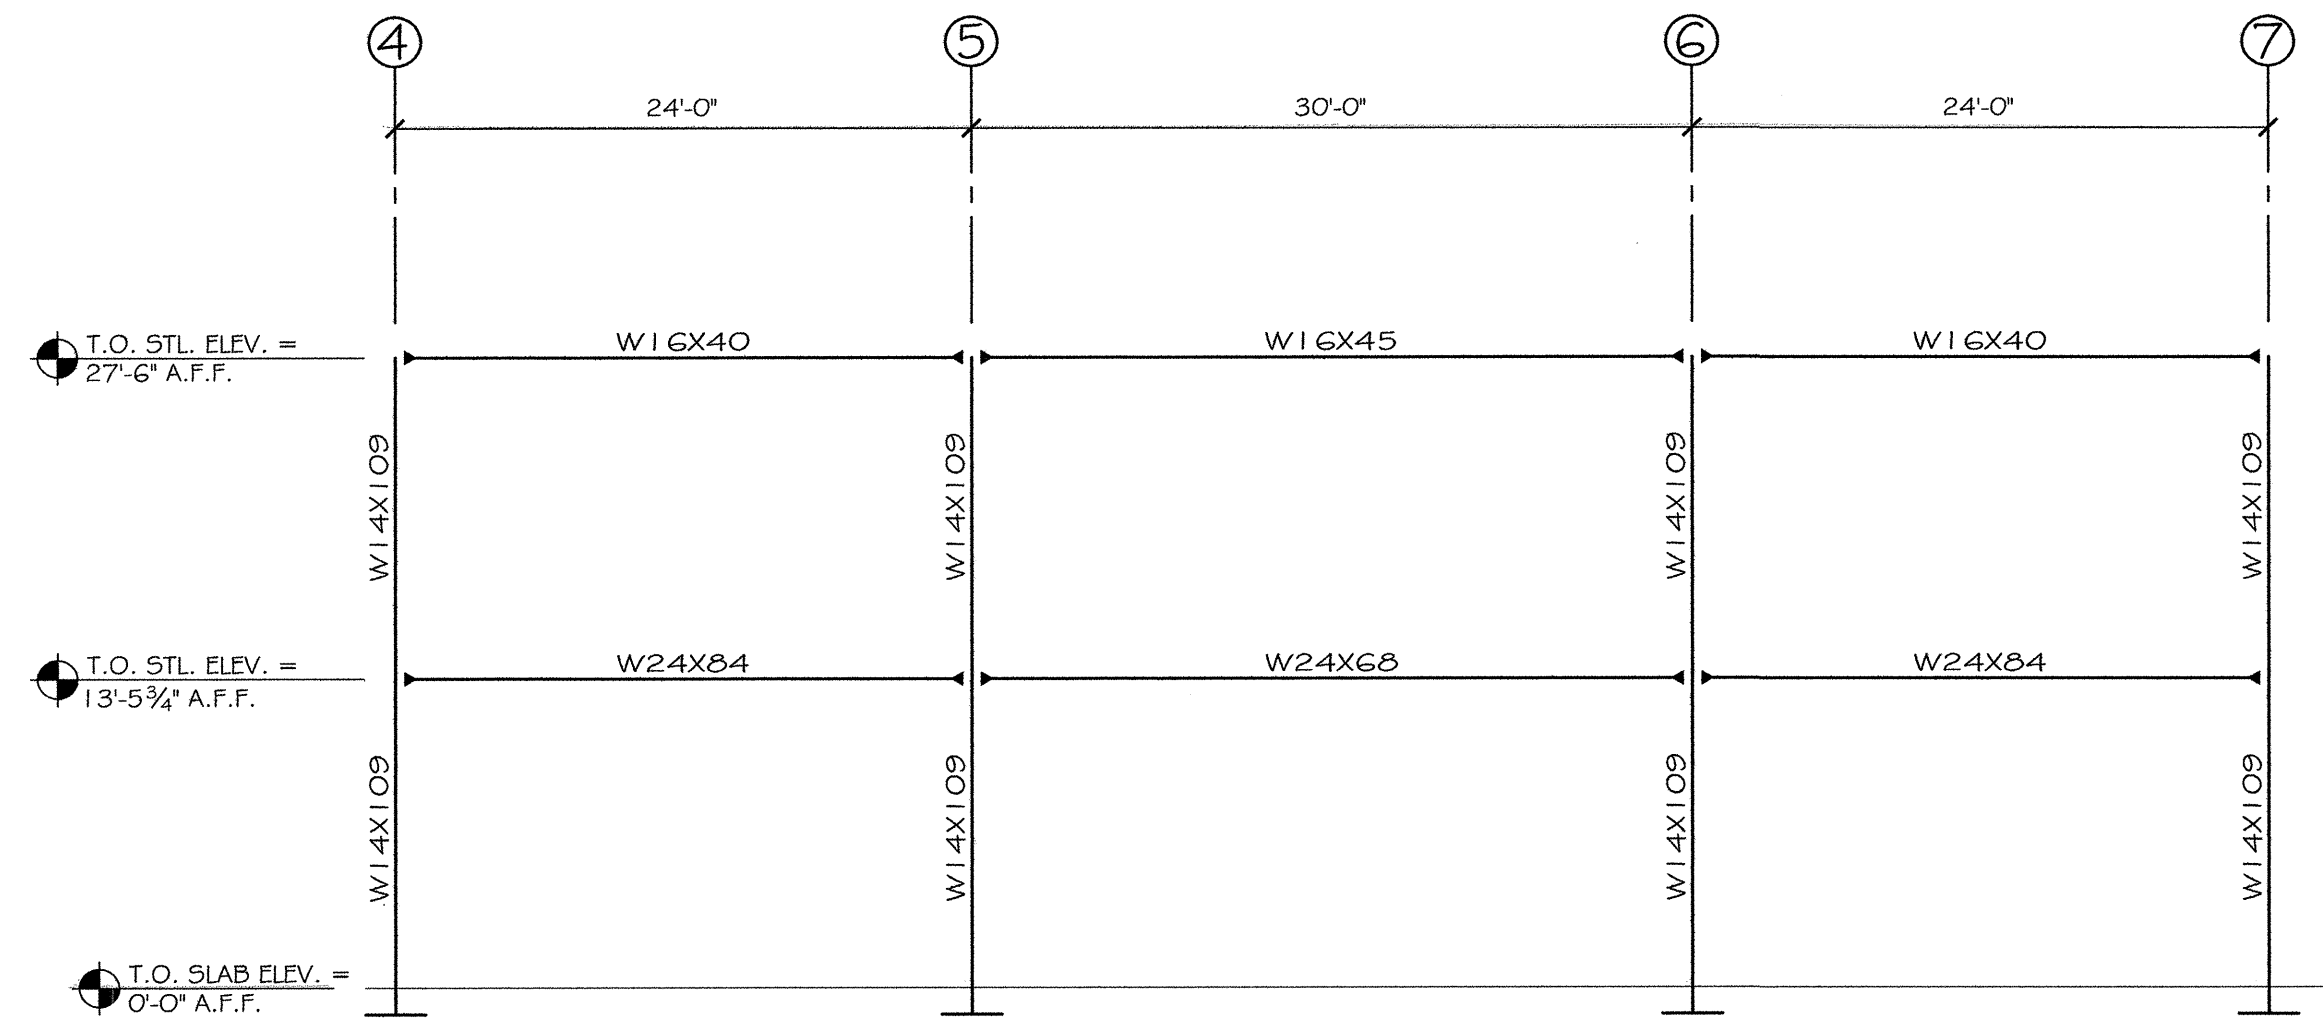 4 5 6 7
24'-0" 30'-0" 24'-0"
T.O. STL. ELEV. =
27'-6" A.F.F.
W16X40 W16X45 W16X40
W14X109 W14X109 W14X109 W14X109
T.O. STL. ELEV. =
13'-5¾" A.F.F.
W24X84 W24X68 W24X84
W14X109 W14X109 W14X109 W14X109
T.O. SLAB ELEV. =
0'-0" A.F.F.